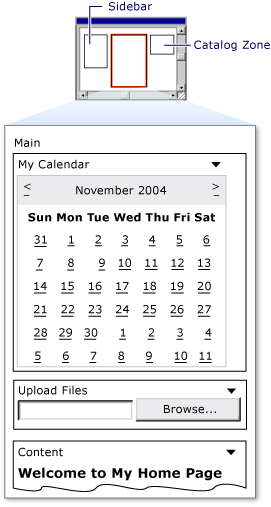 Sidebar
Catalog Zone
Main
My Calendar
< November 2004 >
Sun Mon Tue Wed Thu Fri Sat
31 1 2 3 4 5 6
7 8 9 10 11 12 13
14 15 16 17 18 19 20
21 22 23 24 25 26 27
28 29 30 1 2 3 4
5 6 7 8 9 10 11
Upload Files
Browse...
Content
Welcome to My Home Page